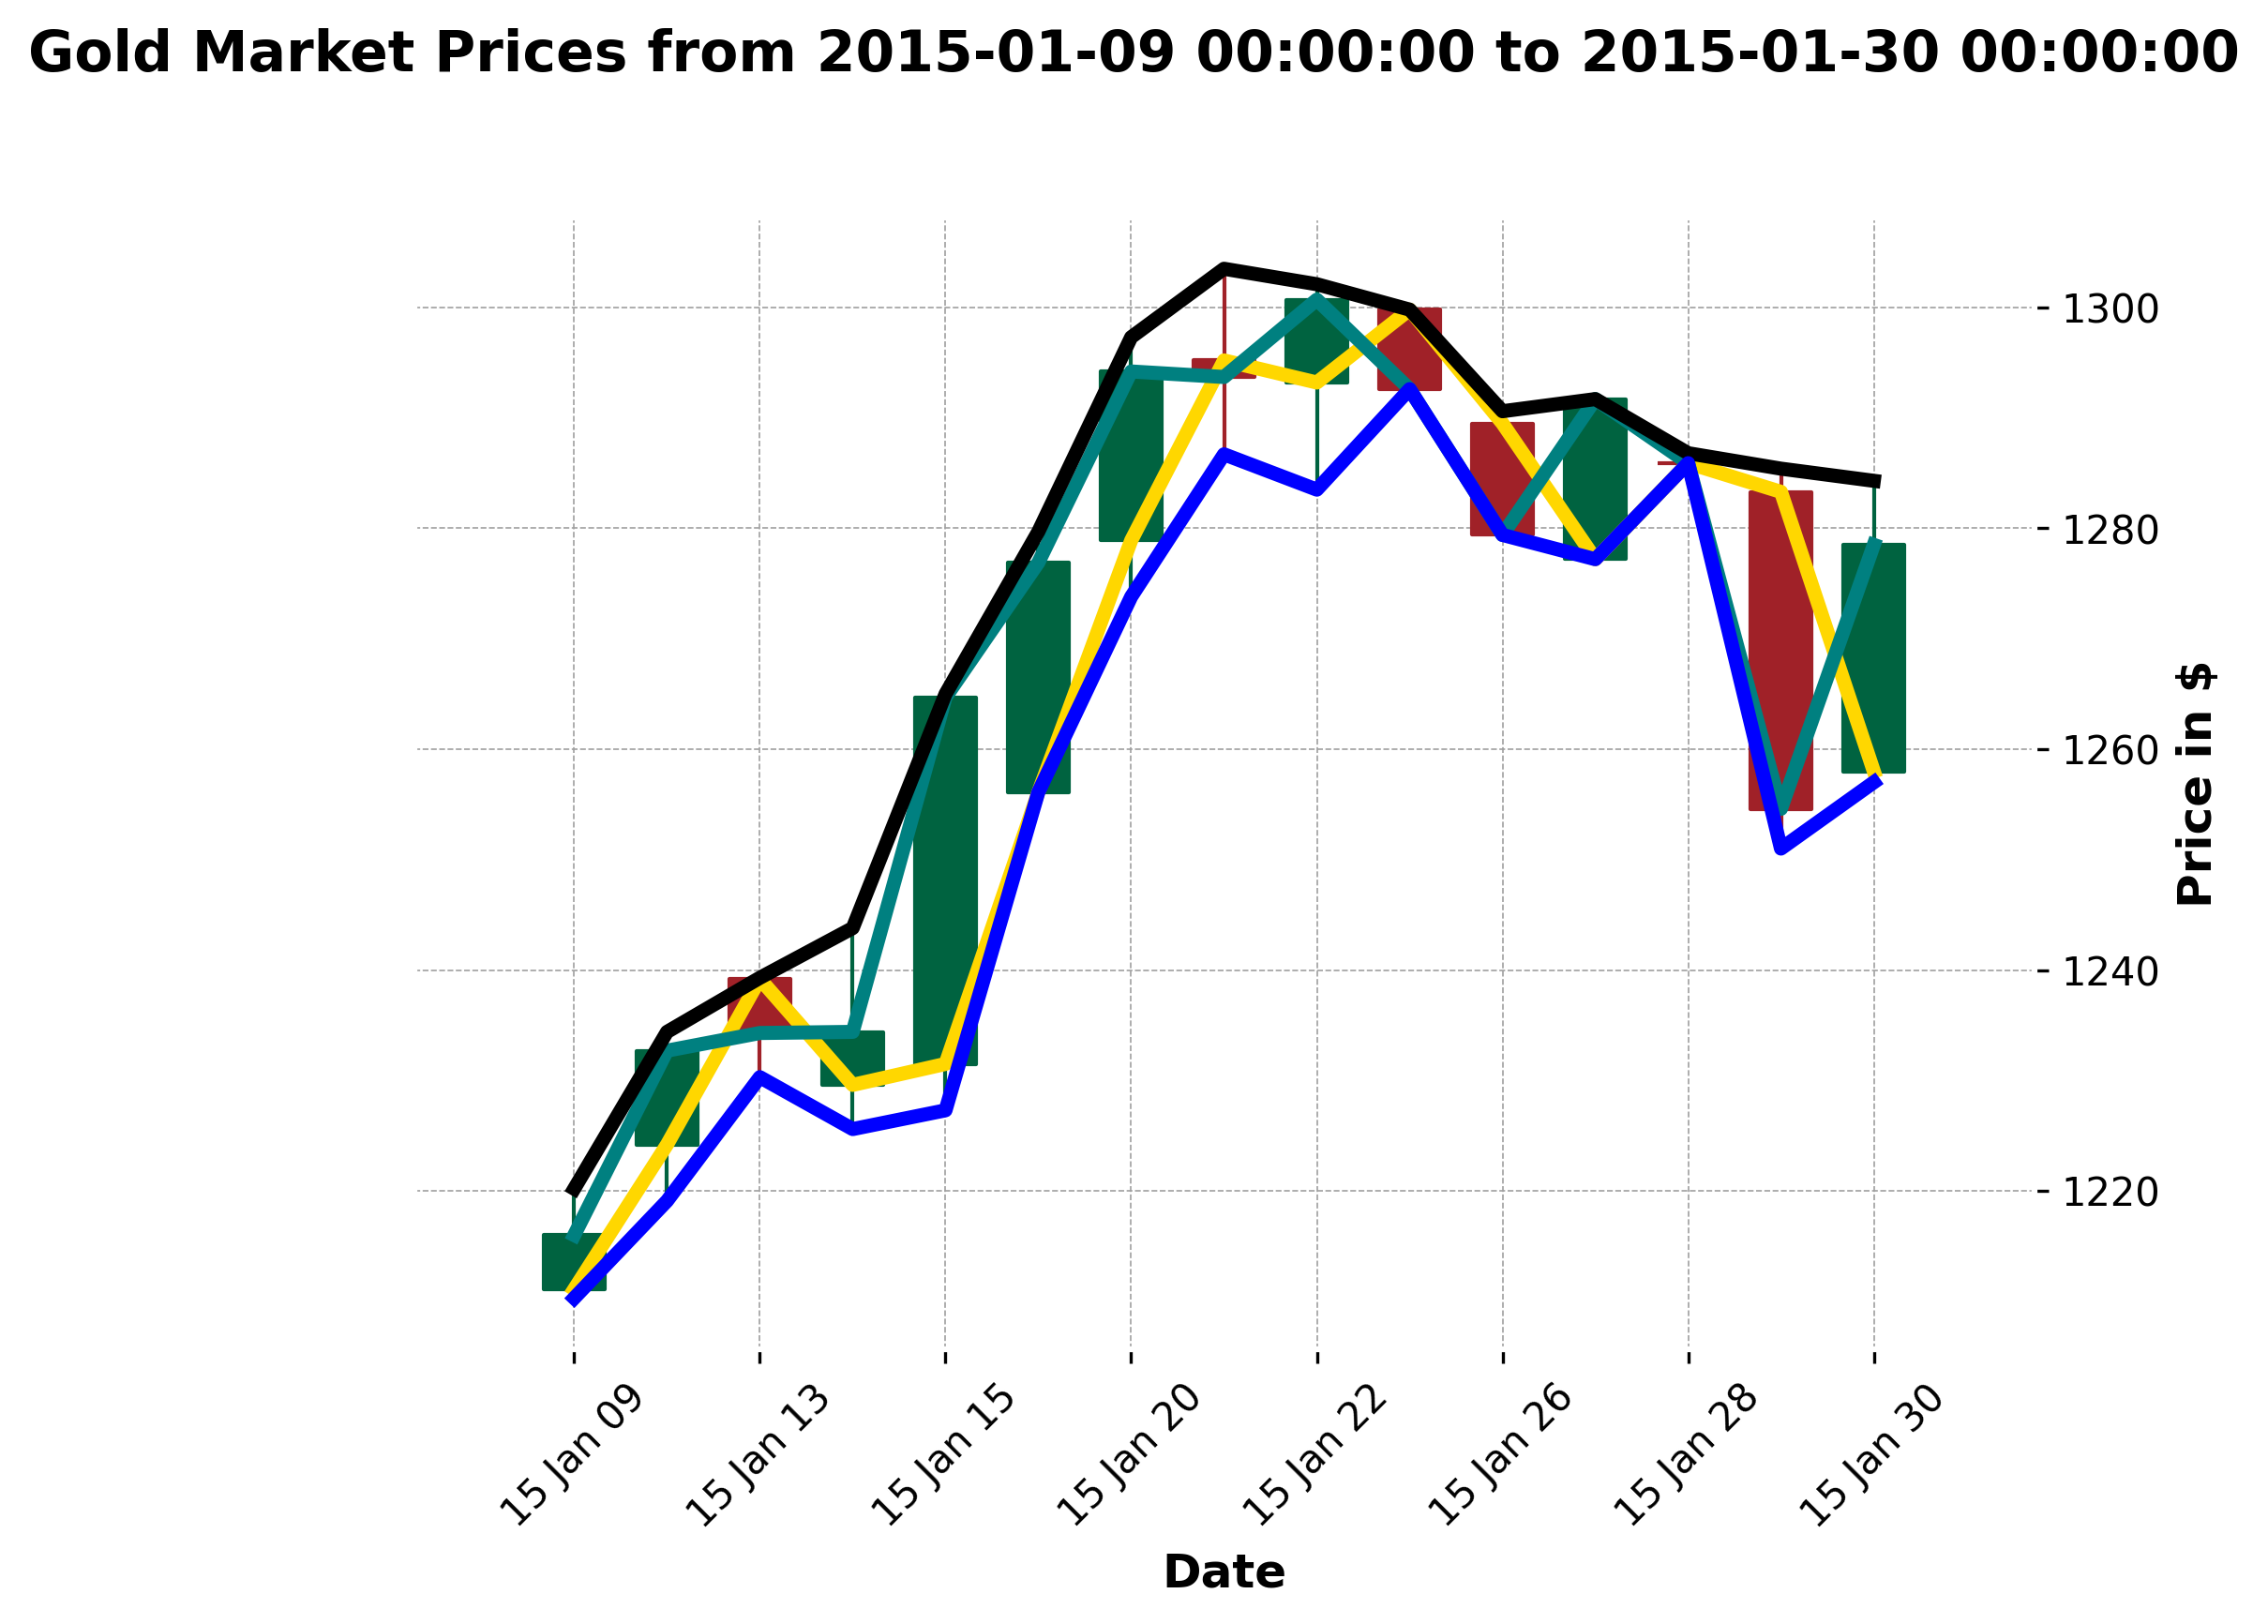 Gold Market Prices from 2015-01-09 00:00:00 to 2015-01-30 00:00:00
1300
1280
1260
1240
1220
Price in $
15 Jan 09
15 Jan 13
15 Jan 15
15 Jan 20
15 Jan 22
15 Jan 26
15 Jan 28
15 Jan 30
Date